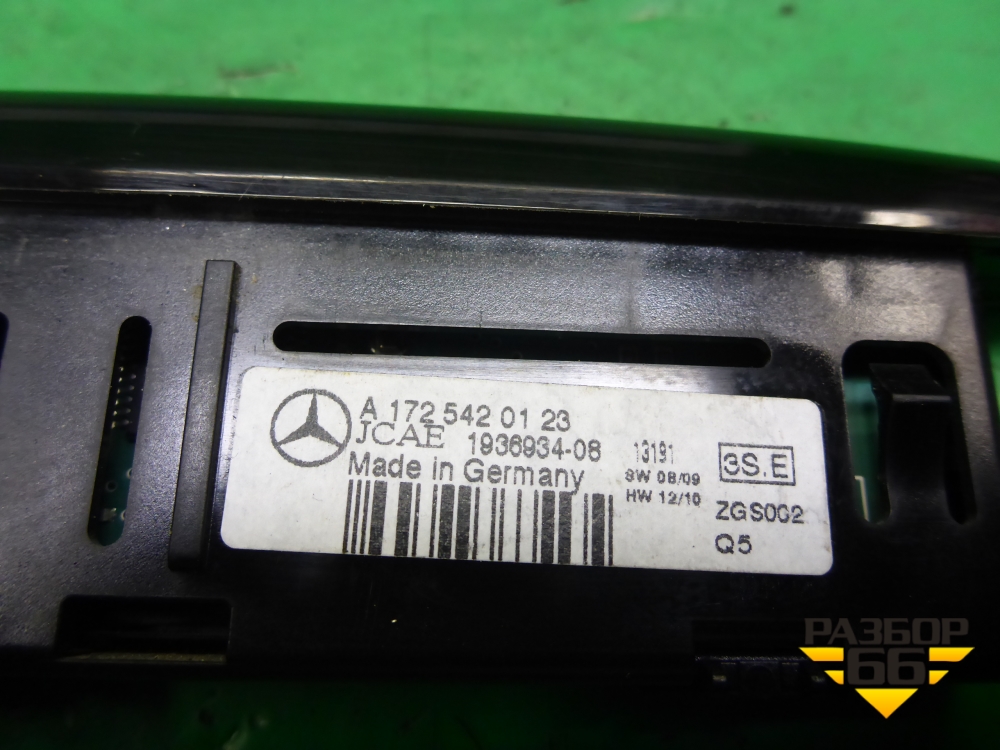 A 172 542 01 23
JCAE 1936934-08
Made in Germany
13191
SW 08/09
HW 12/10
3S.E
ZGS002
Q5
РАЗБОР
66